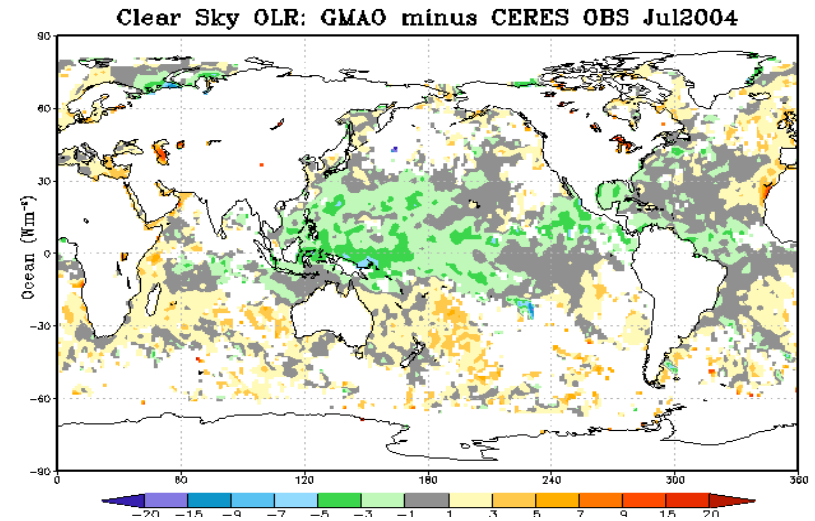 Clear Sky OLR: GMAO minus CERES OBS Jul2004
Ocean (Wm⁻²)
90
60
30
0
−30
−60
−90
0 60 120 180 240 300 360
−20 −15 −9 −7 −5 −3 −1 1 3 5 7 9 15 20